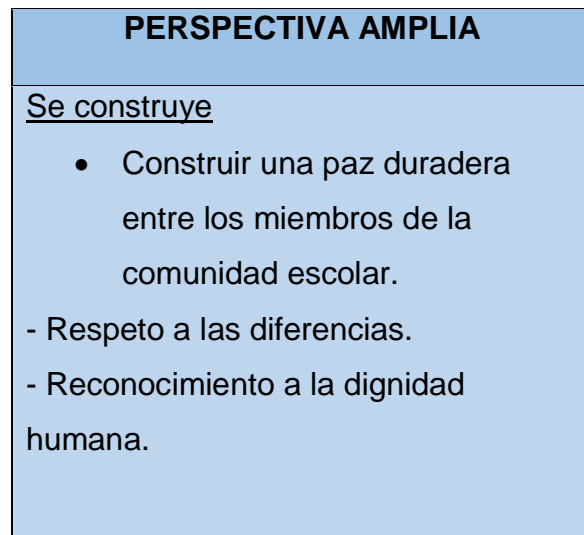 PERSPECTIVA AMPLIA
Se construye
• Construir una paz duradera
entre los miembros de la
comunidad escolar.
- Respeto a las diferencias.
- Reconocimiento a la dignidad
humana.